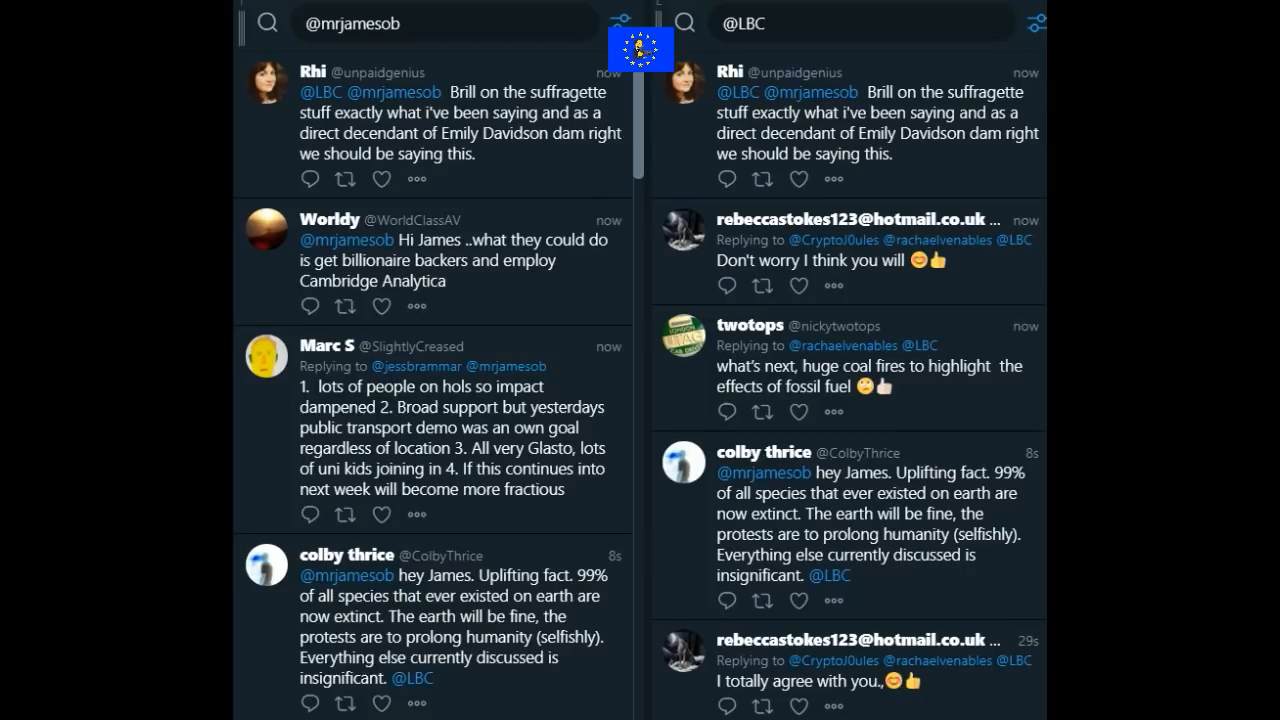 @mrjamesob
Rhi @unpaidgenius now
@LBC @mrjamesob Brill on the suffragette
stuff exactly what i've been saying and as a
direct decendant of Emily Davidson dam right
we should be saying this.
Worldy @WorldClassAV now
@mrjamesob Hi James ..what they could do
is get billionaire backers and employ
Cambridge Analytica
Marc S @SlightlyCreased now
Replying to @jessbrammar @mrjamesob
1. lots of people on hols so impact
dampened 2. Broad support but yesterdays
public transport demo was an own goal
regardless of location 3. All very Glasto, lots
of uni kids joining in 4. If this continues into
next week will become more fractious
colby thrice @ColbyThrice 8s
@mrjamesob hey James. Uplifting fact. 99%
of all species that ever existed on earth are
now extinct. The earth will be fine, the
protests are to prolong humanity (selfishly).
Everything else currently discussed is
insignificant. @LBC
@LBC
Rhi @unpaidgenius now
@LBC @mrjamesob Brill on the suffragette
stuff exactly what i've been saying and as a
direct decendant of Emily Davidson dam right
we should be saying this.
rebeccastokes123@hotmail.co.uk ... now
Replying to @CryptoJ0ules @rachaelvenables @LBC
Don't worry I think you will 😊👍
twotops @nickytwotops now
Replying to @rachaelvenables @LBC
what's next, huge coal fires to highlight the
effects of fossil fuel 🙄👍🏻
colby thrice @ColbyThrice 8s
@mrjamesob hey James. Uplifting fact. 99%
of all species that ever existed on earth are
now extinct. The earth will be fine, the
protests are to prolong humanity (selfishly).
Everything else currently discussed is
insignificant. @LBC
rebeccastokes123@hotmail.co.uk ... 29s
Replying to @CryptoJ0ules @rachaelvenables @LBC
I totally agree with you.,😊👍